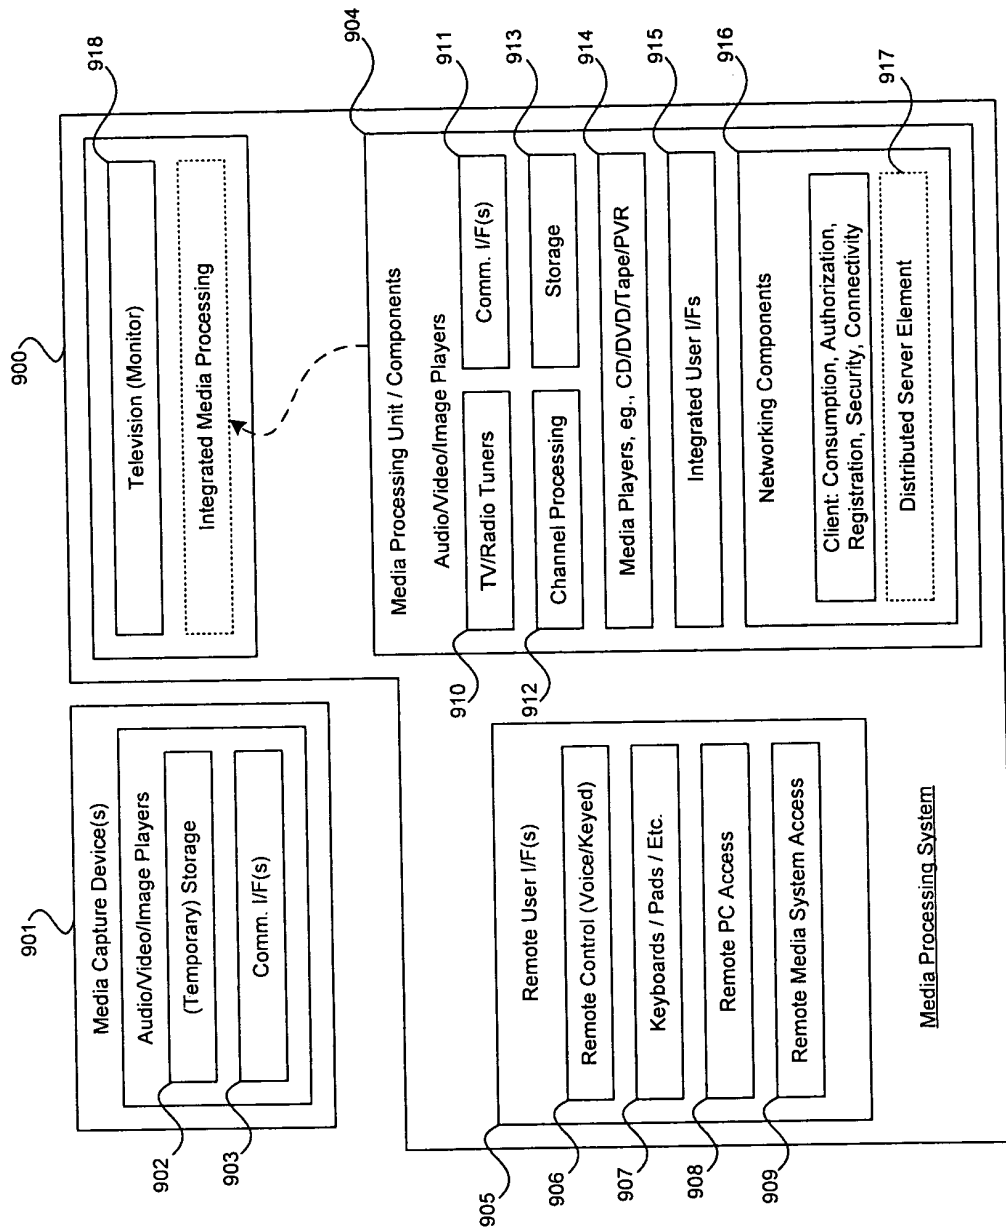 900
918
Television (Monitor)
Integrated Media Processing
901
Media Capture Device(s)
Audio/Video/Image Players
902
(Temporary) Storage
903
Comm. I/F(s)
904
Media Processing Unit / Components
Audio/Video/Image Players
910
TV/Radio Tuners
911
Comm. I/F(s)
912
Channel Processing
913
Storage
914
Media Players, eg., CD/DVD/Tape/PVR
915
Integrated User I/Fs
916
Networking Components
Client: Consumption, Authorization,
Registration, Security, Connectivity
917
Distributed Server Element
905
Remote User I/F(s)
906
Remote Control (Voice/Keyed)
907
Keyboards / Pads / Etc.
908
Remote PC Access
909
Remote Media System Access
Media Processing System